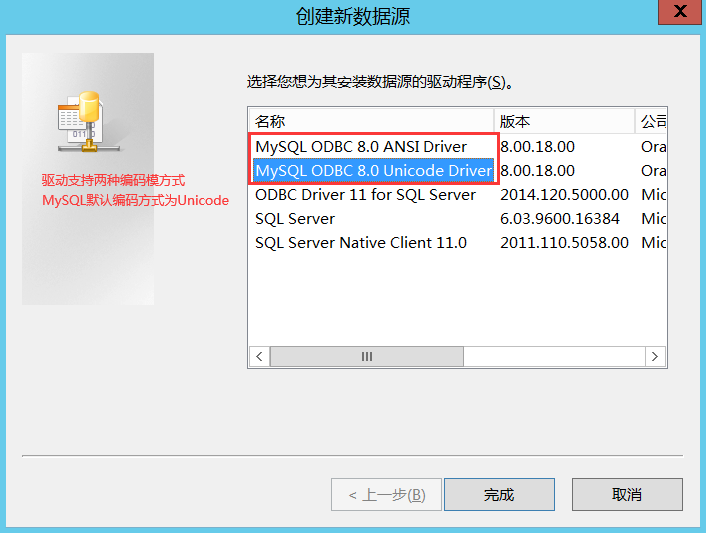 创建新数据源
X
选择您想为其安装数据源的驱动程序(S)。
名称 版本 公司
MySQL ODBC 8.0 ANSI Driver 8.00.18.00 Ora
MySQL ODBC 8.0 Unicode Driver 8.00.18.00 Ora
ODBC Driver 11 for SQL Server 2014.120.5000.00 Mic
SQL Server 6.03.9600.16384 Mic
SQL Server Native Client 11.0 2011.110.5058.00 Mic
01110
驱动支持两种编码模方式
MySQL默认编码方式为Unicode
< 上一步(B) 完成 取消